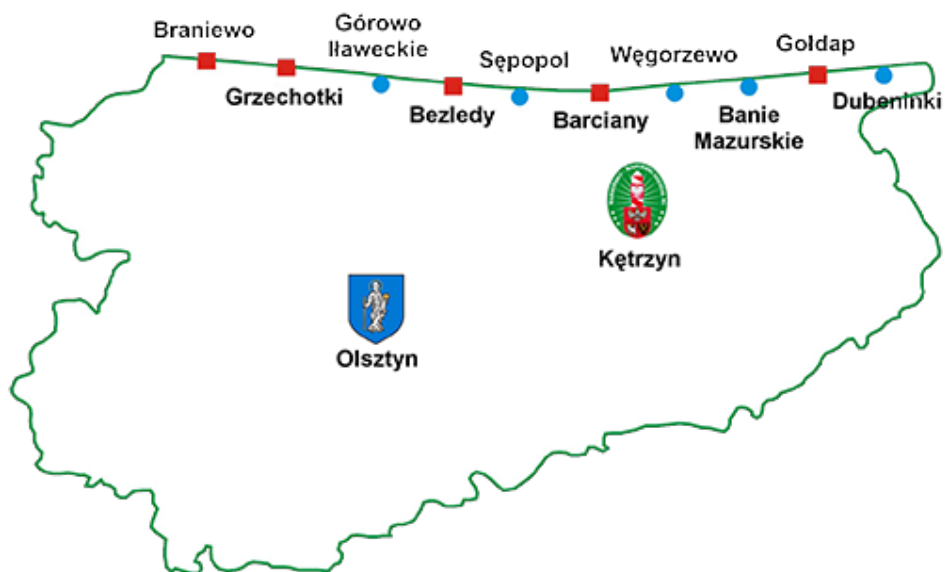 Braniewo
Górowo
Iławeckie
Sępopol
Węgorzewo
Gołdap
Grzechotki
Bezledy
Barciany
Banie
Mazurskie
Dubeninki
Kętrzyn
Olsztyn